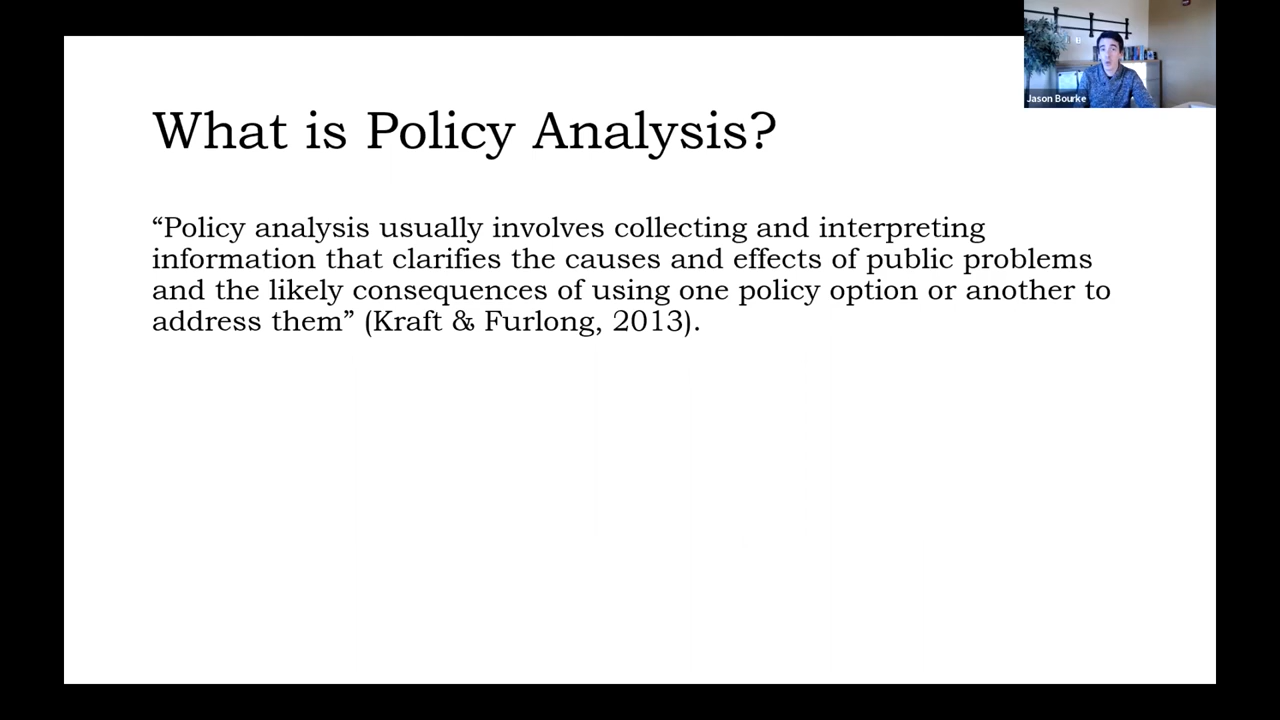 Jason Bourke
What is Policy Analysis?
“Policy analysis usually involves collecting and interpreting
information that clarifies the causes and effects of public problems
and the likely consequences of using one policy option or another to
address them” (Kraft & Furlong, 2013).